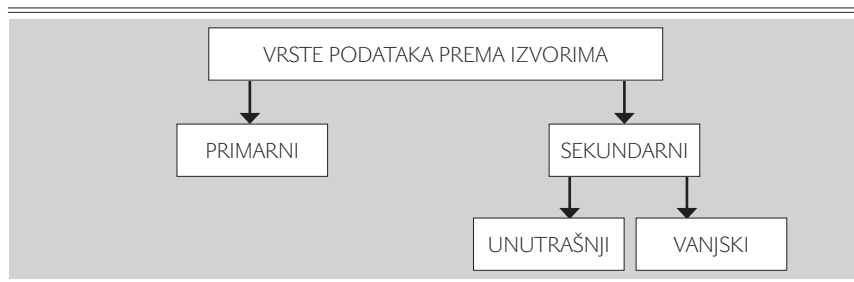 VRSTE PODATAKA PREMA IZVORIMA
PRIMARNI
SEKUNDARNI
UNUTRAŠNJI
VANJSKI